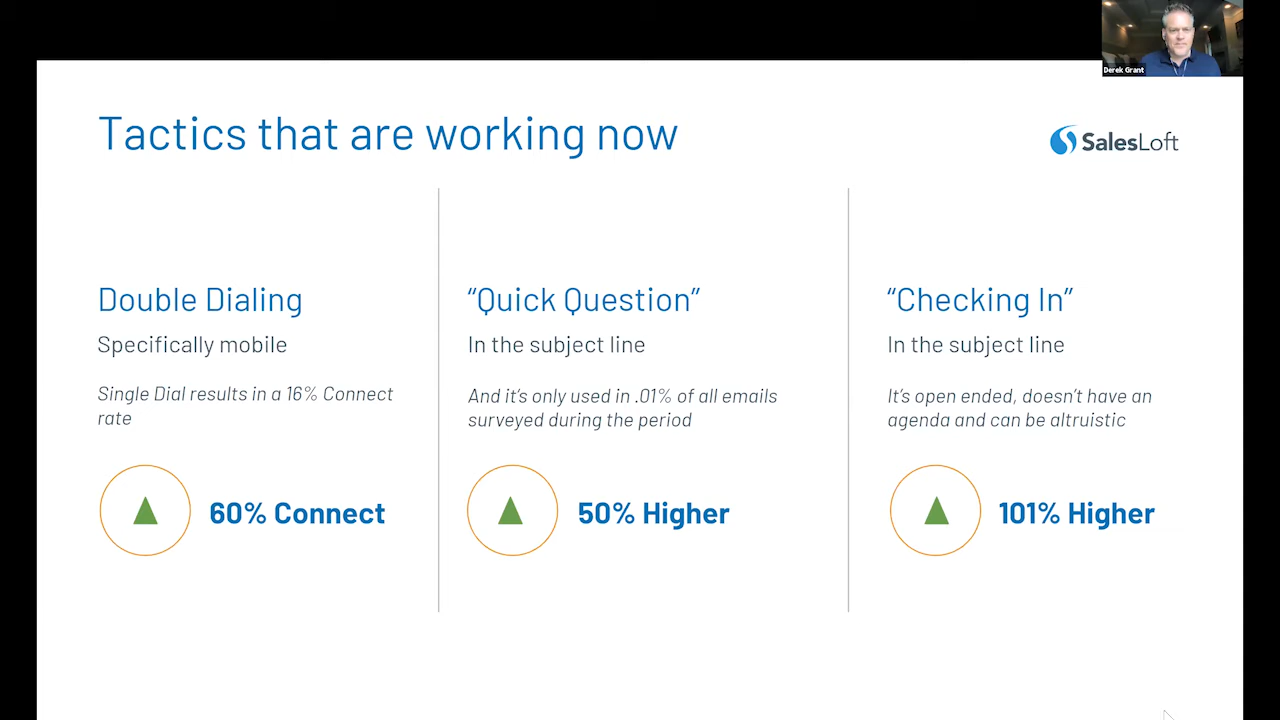 Derek Grant
Tactics that are working now
SalesLoft
Double Dialing
Specifically mobile
Single Dial results in a 16% Connect
rate
60% Connect
“Quick Question”
In the subject line
And it’s only used in .01% of all emails
surveyed during the period
50% Higher
“Checking In”
In the subject line
It’s open ended, doesn’t have an
agenda and can be altruistic
101% Higher